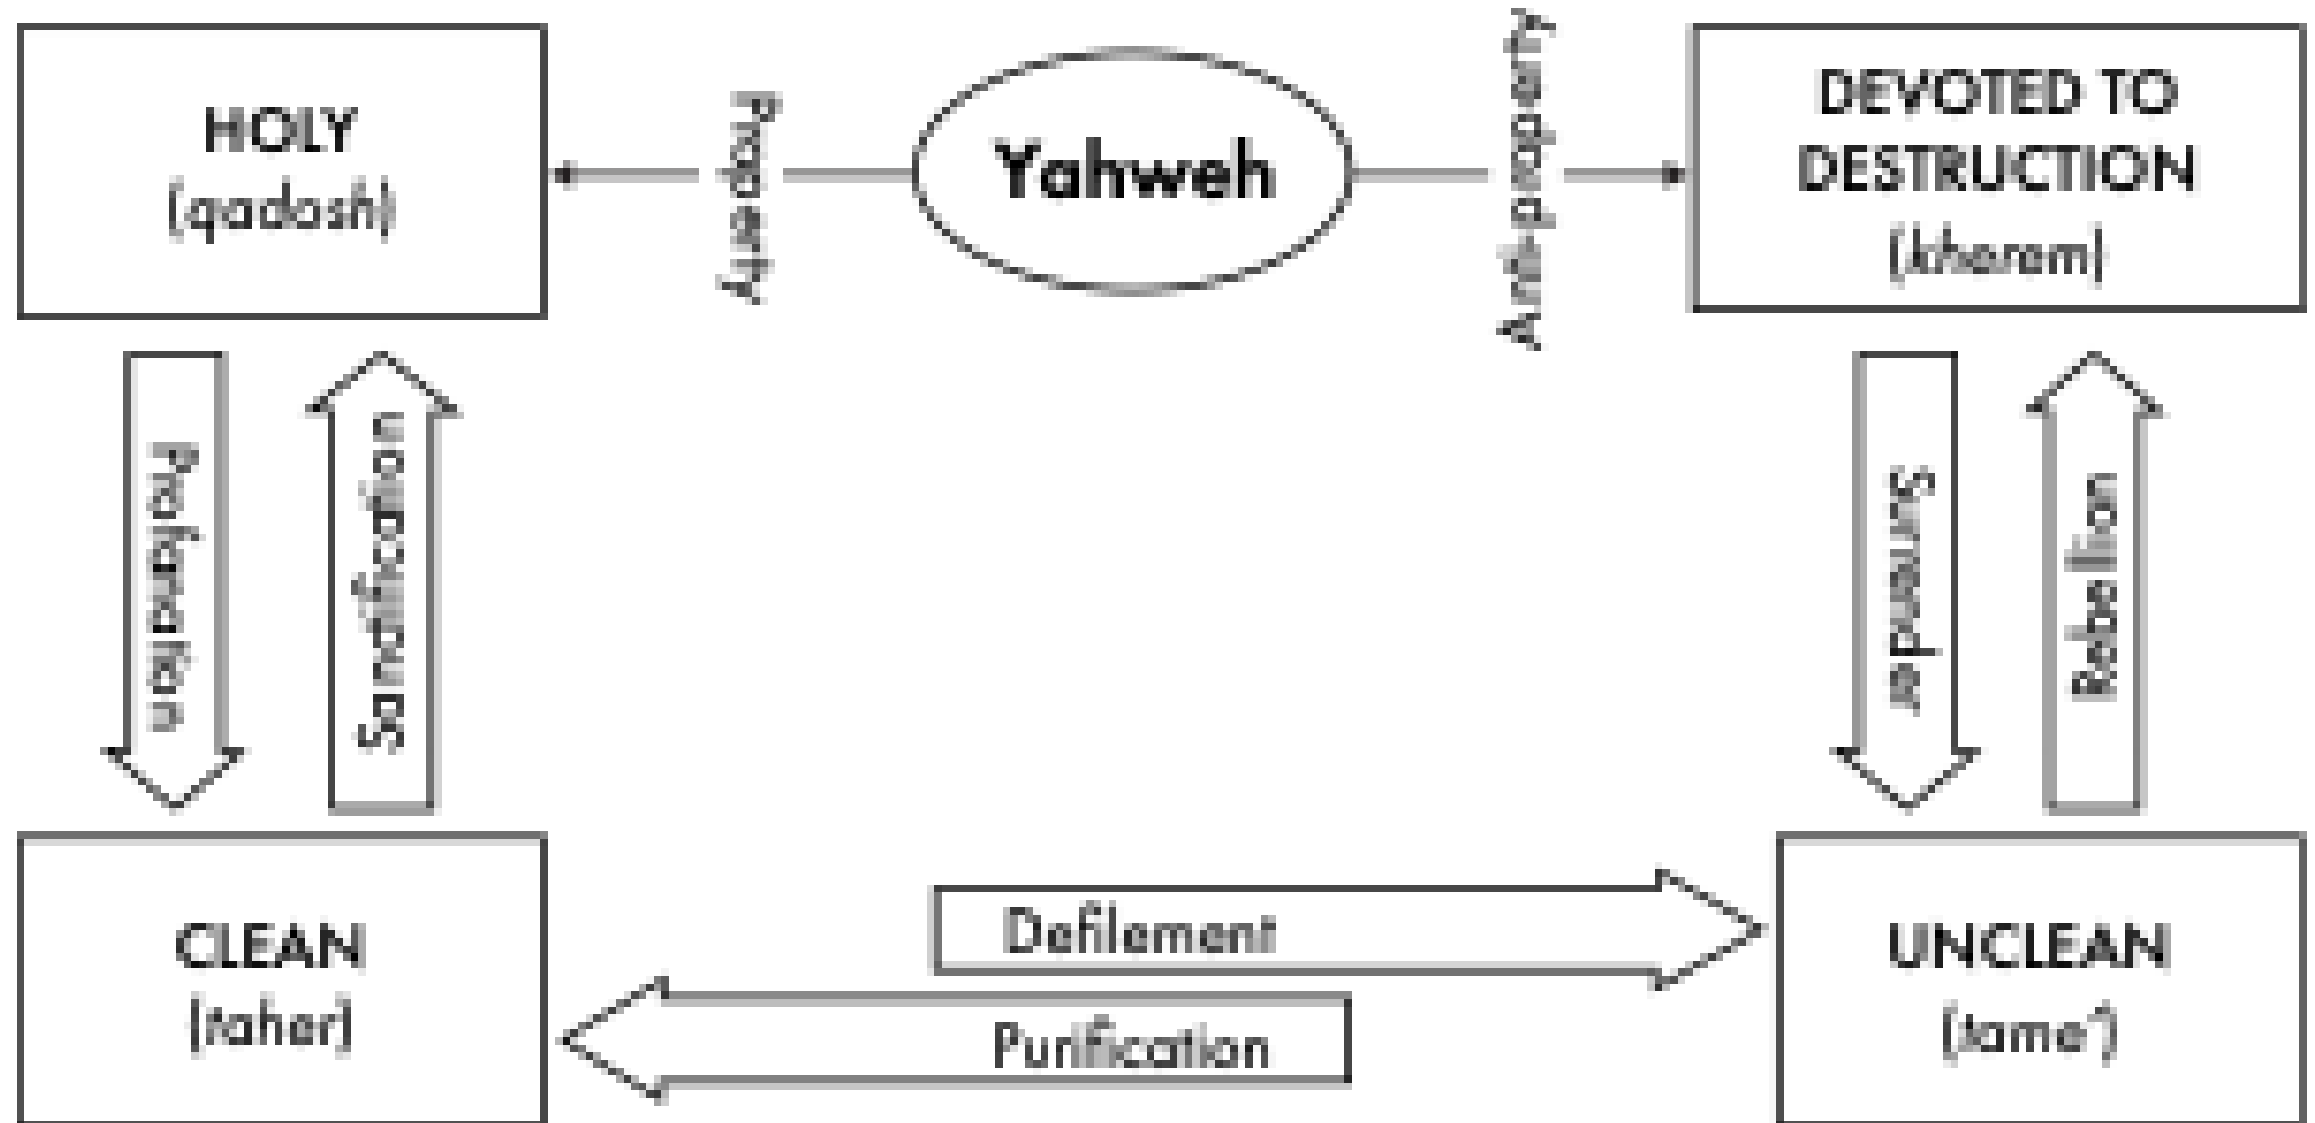 HOLY
(qadosh)
Property
Yahweh
Anti-property
DEVOTED TO
DESTRUCTION
(kherem)
Profanation
Sanctification
Surrender
Rebellion
CLEAN
(taher)
Defilement
Purification
UNCLEAN
(tame')